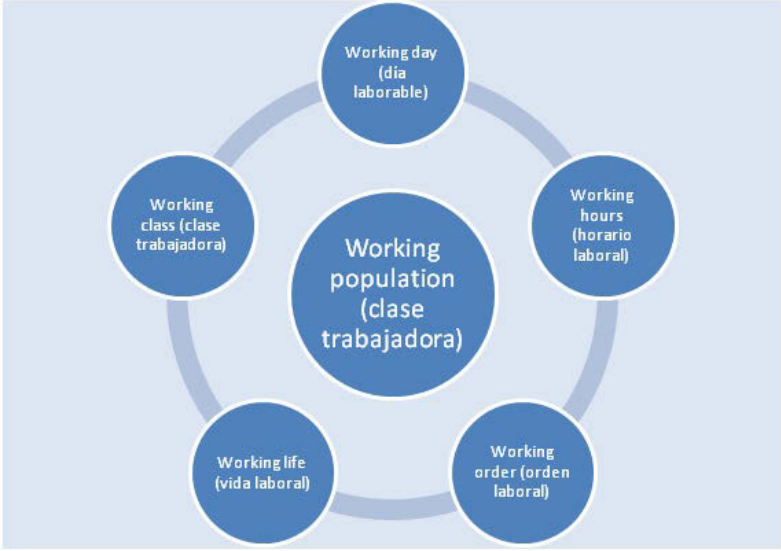 Working day
(dia
laborable)
Working
hours
(horario
laboral)
Working
class (clase
trabajadora)
Working
population
(clase
trabajadora)
Working life
(vida laboral)
Working
order (orden
laboral)